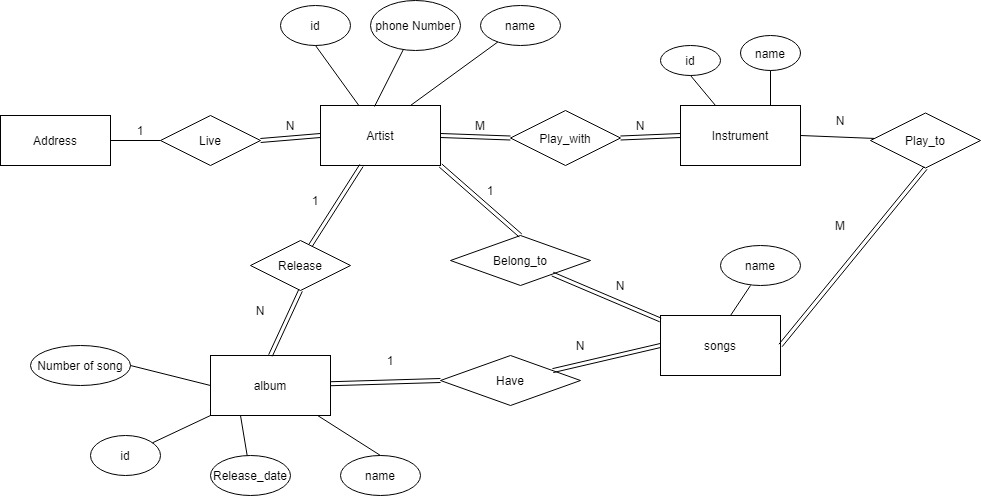 id
phone Number
name
id
name
Address
1
Live
N
Artist
M
Play_with
N
Instrument
N
Play_to
1
1
M
Release
Belong_to
name
N
N
songs
Number of song
album
1
Have
N
id
Release_date
name